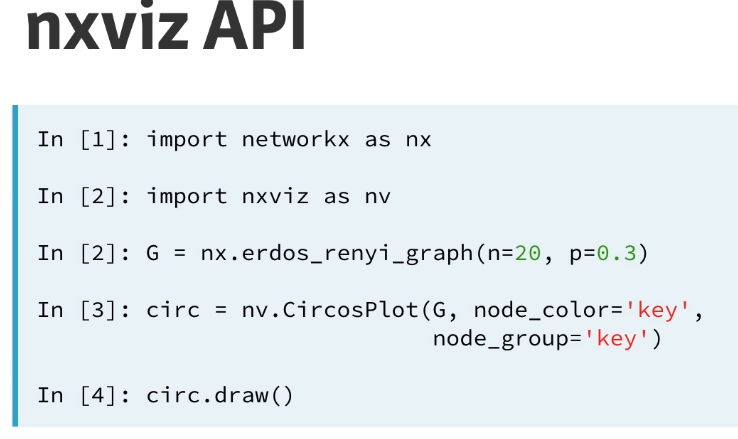 nxviz API
In [1]: import networkx as nx
In [2]: import nxviz as nv
In [2]: G = nx.erdos_renyi_graph(n=20, p=0.3)
In [3]: circ = nv.CircosPlot(G, node_color='key',
node_group='key')
In [4]: circ.draw()